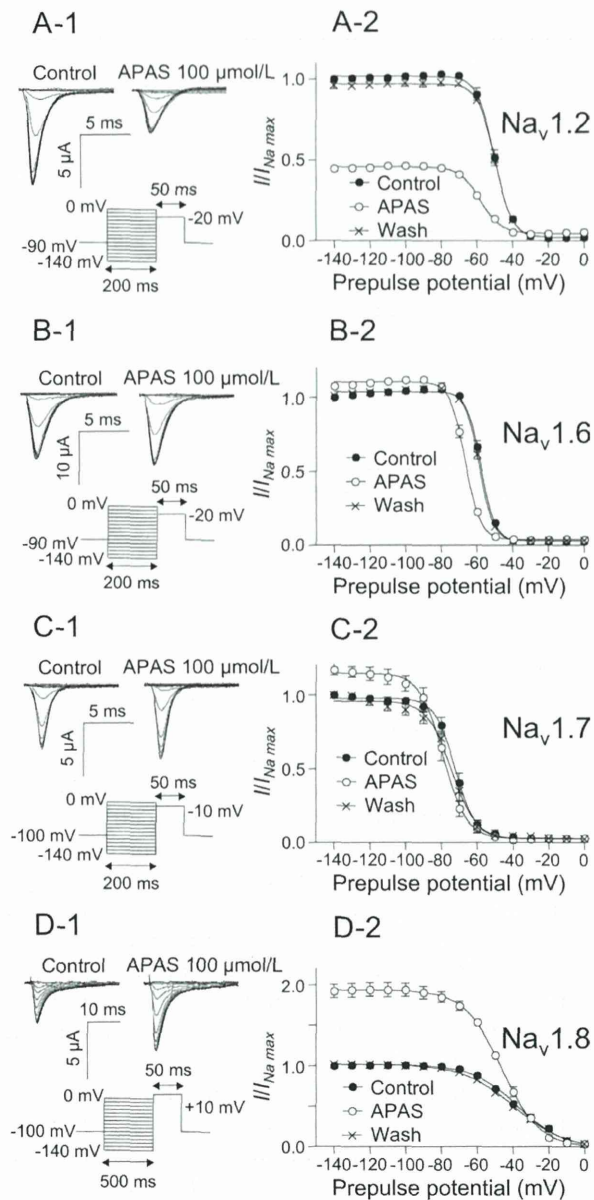 A-1
A-2
Control
APAS 100 µmol/L
5 ms
5 µA
50 ms
0 mV
-20 mV
-90 mV
-140 mV
200 ms
I/I Na max
1.0
0.5
0.0
Control
APAS
Wash
Nav1.2
-140 -120 -100 -80 -60 -40 -20 0
Prepulse potential (mV)
B-1
B-2
Control
APAS 100 µmol/L
5 ms
10 µA
50 ms
0 mV
-20 mV
-90 mV
-140 mV
200 ms
I/I Na max
1.0
0.5
0.0
Control
APAS
Wash
Nav1.6
-140 -120 -100 -80 -60 -40 -20 0
Prepulse potential (mV)
C-1
C-2
Control
APAS 100 µmol/L
5 ms
5 µA
50 ms
0 mV
-10 mV
-100 mV
-140 mV
200 ms
I/I Na max
1.0
0.5
0.0
Control
APAS
Wash
Nav1.7
-140 -120 -100 -80 -60 -40 -20 0
Prepulse potential (mV)
D-1
D-2
Control
APAS 100 µmol/L
10 ms
5 µA
50 ms
0 mV
+10 mV
-100 mV
-140 mV
500 ms
I/I Na max
2.0
1.0
0.0
Control
APAS
Wash
Nav1.8
-140 -120 -100 -80 -60 -40 -20 0
Prepulse potential (mV)